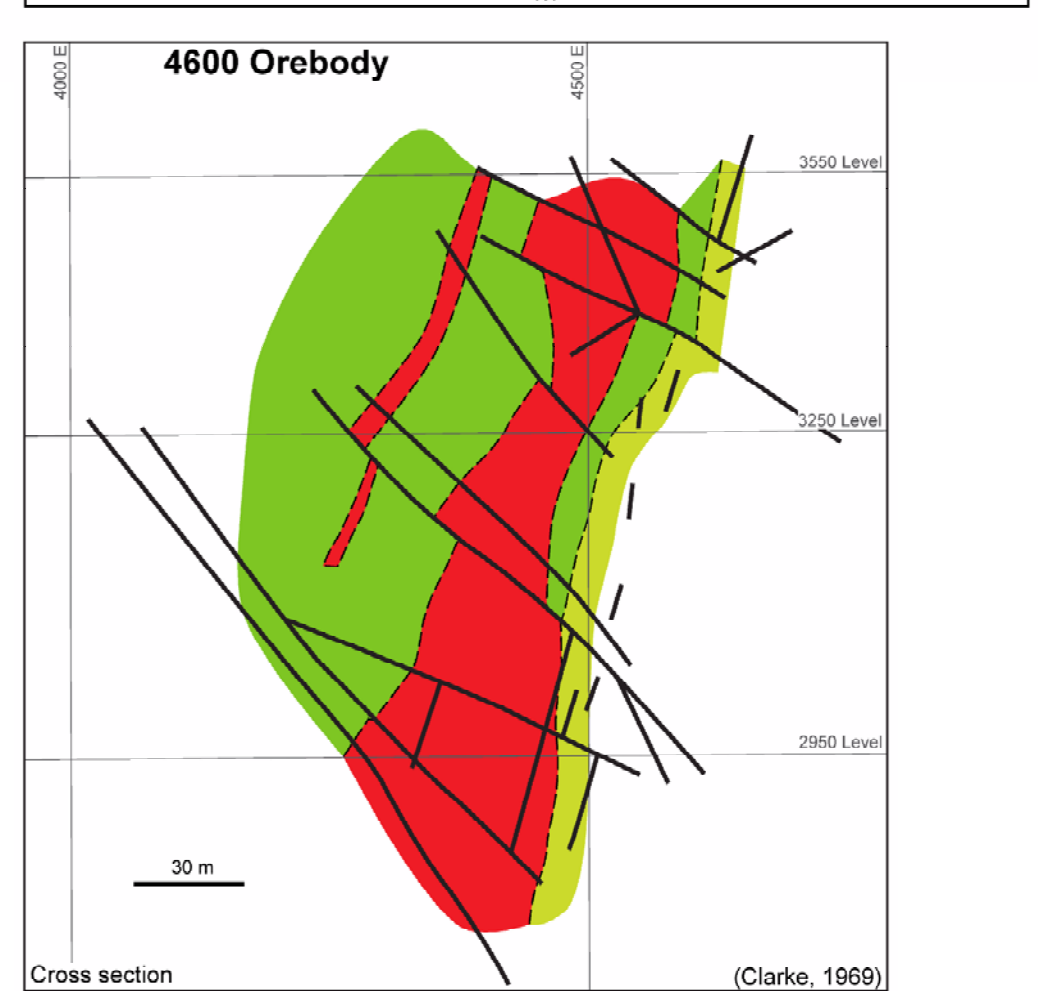 4000 E
4600 Orebody
4500 E
3550 Level
3250 Level
2950 Level
30 m
Cross section
(Clarke, 1969)